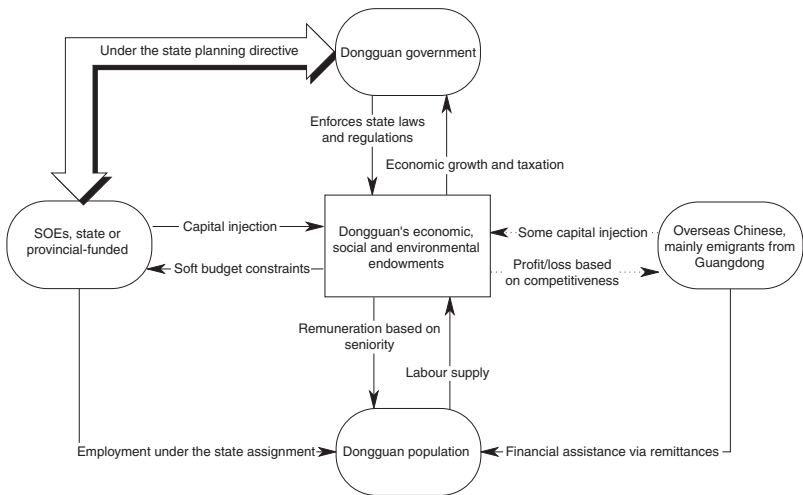 Under the state planning directive
Dongguan government
Enforces state laws
and regulations
Economic growth and taxation
SOEs, state or
provincial-funded
Capital injection
Soft budget constraints
Dongguan's economic,
social and environmental
endowments
Some capital injection
Profit/loss based
on competitiveness
Overseas Chinese,
mainly emigrants from
Guangdong
Remuneration based on
seniority
Labour supply
Employment under the state assignment
Dongguan population
Financial assistance via remittances